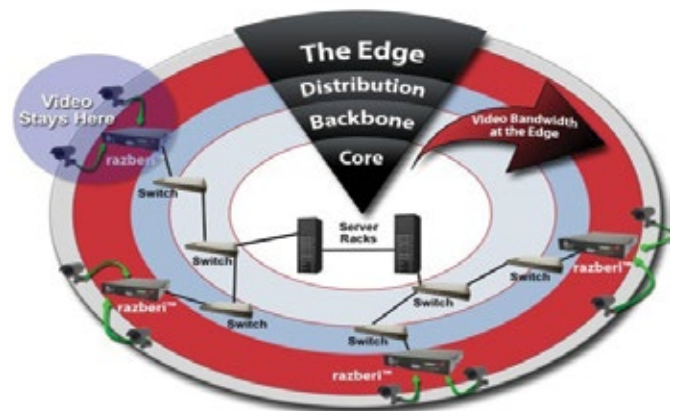 The Edge
Distribution
Backbone
Core
Video Bandwidth
at the Edge
Video
Stays Here
razberi
Switch
Server
Racks
Switch
Switch
razberi™
Switch
razberi™
Switch
Switch
Switch
razberi™